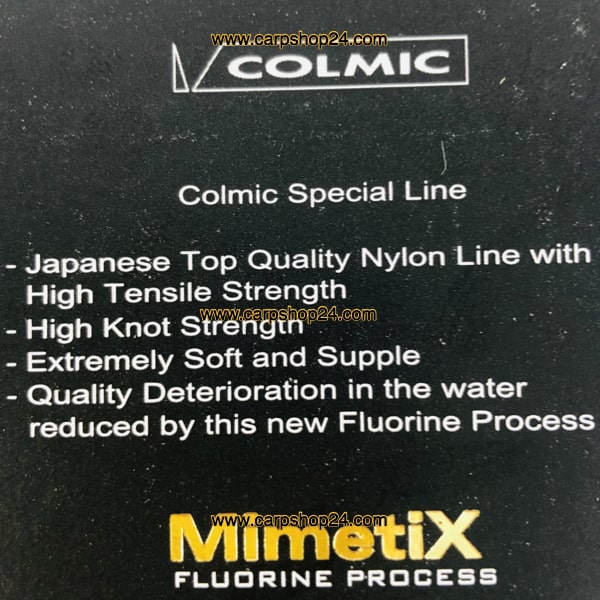 www.carpshop24.com
COLMIC
Colmic Special Line
- Japanese Top Quality Nylon Line with
High Tensile Strength
www.carpshop24.com
- High Knot Strength
- Extremely Soft and Supple
- Quality Deterioration in the water
reduced by this new Fluorine Process
www.carpshop24.com
MimetiX
FLUORINE PROCESS